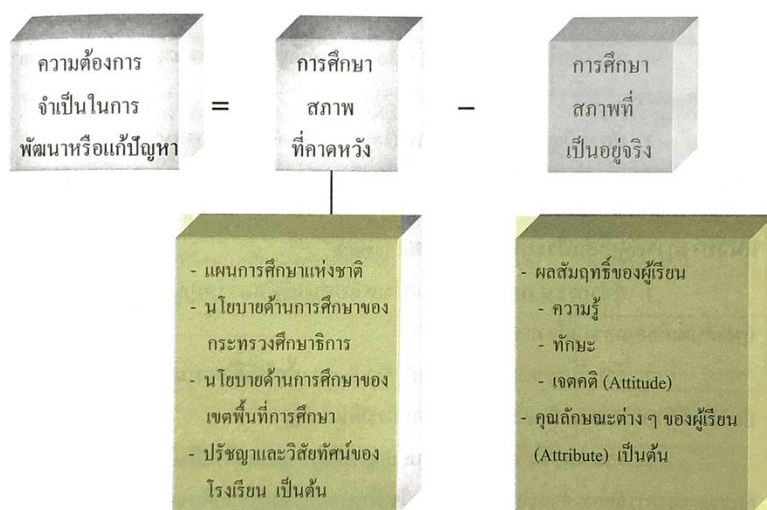 ความต้องการ
จำเป็นในการ
พัฒนาหรือแก้ปัญหา
=
การศึกษา
สภาพ
ที่คาดหวัง
–
การศึกษา
สภาพที่
เป็นอยู่จริง
- แผนการศึกษาแห่งชาติ
- นโยบายด้านการศึกษาของ
กระทรวงศึกษาธิการ
- นโยบายด้านการศึกษาของ
เขตพื้นที่การศึกษา
- ปรัชญาและวิสัยทัศน์ของ
โรงเรียน เป็นต้น
- ผลสัมฤทธิ์ของผู้เรียน
- ความรู้
- ทักษะ
- เจตคติ (Attitude)
- คุณลักษณะต่าง ๆ ของผู้เรียน
(Attribute) เป็นต้น